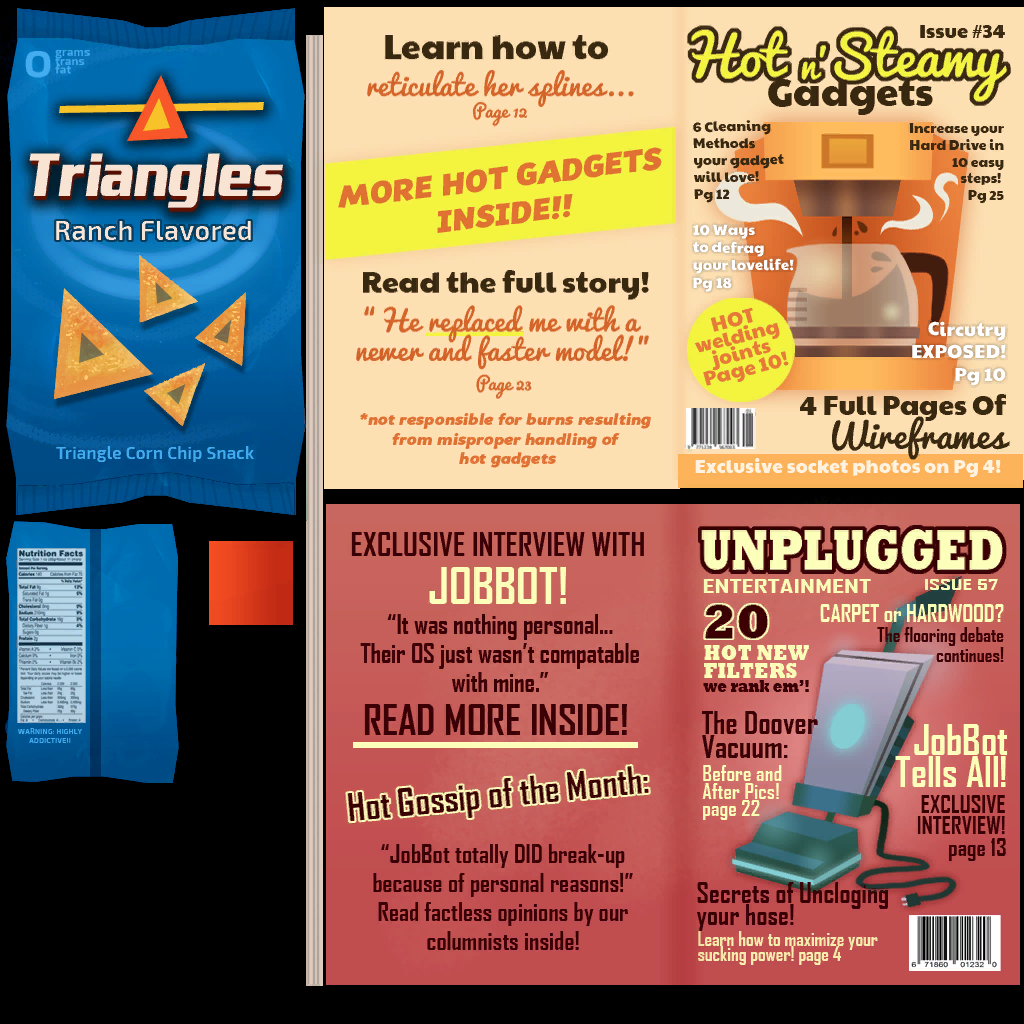 0 grams
trans
fat
Triangles
Ranch Flavored
Triangle Corn Chip Snack
Nutrition Facts
Amount Per Serving
Total Fat
Cholesterol 0mg
Protein 2g
WARNING: HIGHLY
ADDICTIVE!!
Learn how to
reticulate her splines...
Page 12
MORE HOT GADGETS
INSIDE!!
Read the full story!
“ He replaced me with a
newer and faster model! ”
Page 23
*not responsible for burns resulting
from misproper handling of
hot gadgets
Issue #34
Hot n' Steamy
Gadgets
6 Cleaning
Methods
your gadget
will love!
Pg 12
Increase your
Hard Drive in
10 easy
steps!
Pg 25
10 Ways
to defrag
your lovelife!
Pg 18
HOT
welding
joints
Page 10!
Circutry
EXPOSED!
Pg 10
4 Full Pages Of
Wireframes
Exclusive socket photos on Pg 4!
EXCLUSIVE INTERVIEW WITH
JOBBOT!
“It was nothing personal...
Their OS just wasn’t compatable
with mine.”
READ MORE INSIDE!
Hot Gossip of the Month:
“JobBot totally DID break-up
because of personal reasons!”
Read factless opinions by our
columnists inside!
UNPLUGGED
ENTERTAINMENT
ISSUE 57
20
HOT NEW
FILTERS
we rank em’!
CARPET or HARDWOOD?
The flooring debate
continues!
The Doover
Vacuum:
Before and
After Pics!
page 22
JobBot
Tells All!
EXCLUSIVE
INTERVIEW!
page 13
Secrets of Uncloging
your hose!
Learn how to maximize your
sucking power! page 4
6 71860 01232 0